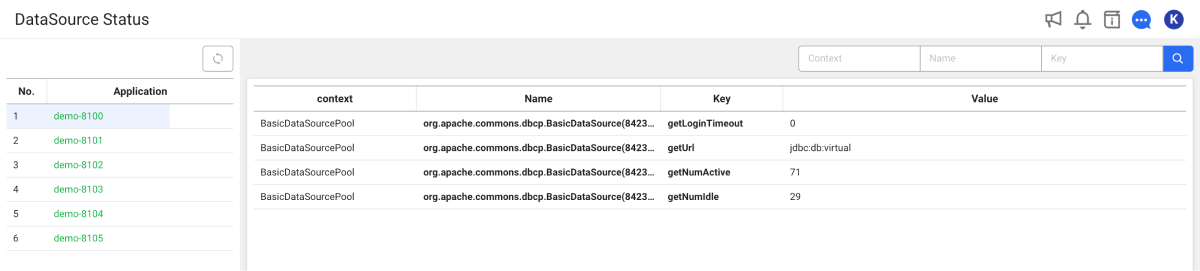 DataSource Status
K
Context Name Key
No. Application
1 demo-8100
2 demo-8101
3 demo-8102
4 demo-8103
5 demo-8104
6 demo-8105
context Name Key Value
BasicDataSourcePool org.apache.commons.dbcp.BasicDataSource(8423... getLoginTimeout 0
BasicDataSourcePool org.apache.commons.dbcp.BasicDataSource(8423... getUrl jdbc:db:virtual
BasicDataSourcePool org.apache.commons.dbcp.BasicDataSource(8423... getNumActive 71
BasicDataSourcePool org.apache.commons.dbcp.BasicDataSource(8423... getNumIdle 29